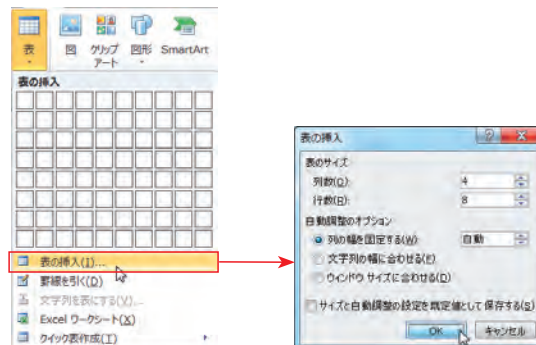 表
図
クリップ
アート
図形
SmartArt
表の挿入
表の挿入(I)...
罫線を引く(D)
文字列を表にする(V)...
Excel ワークシート(X)
クイック表作成(T)
表の挿入
表のサイズ
列数(C):
4
行数(R):
8
自動調整のオプション
列の幅を固定する(W)
自動
文字列の幅に合わせる(F)
ウィンドウ サイズに合わせる(D)
サイズと自動調整の設定を既定値として保存する(S)
OK
キャンセル